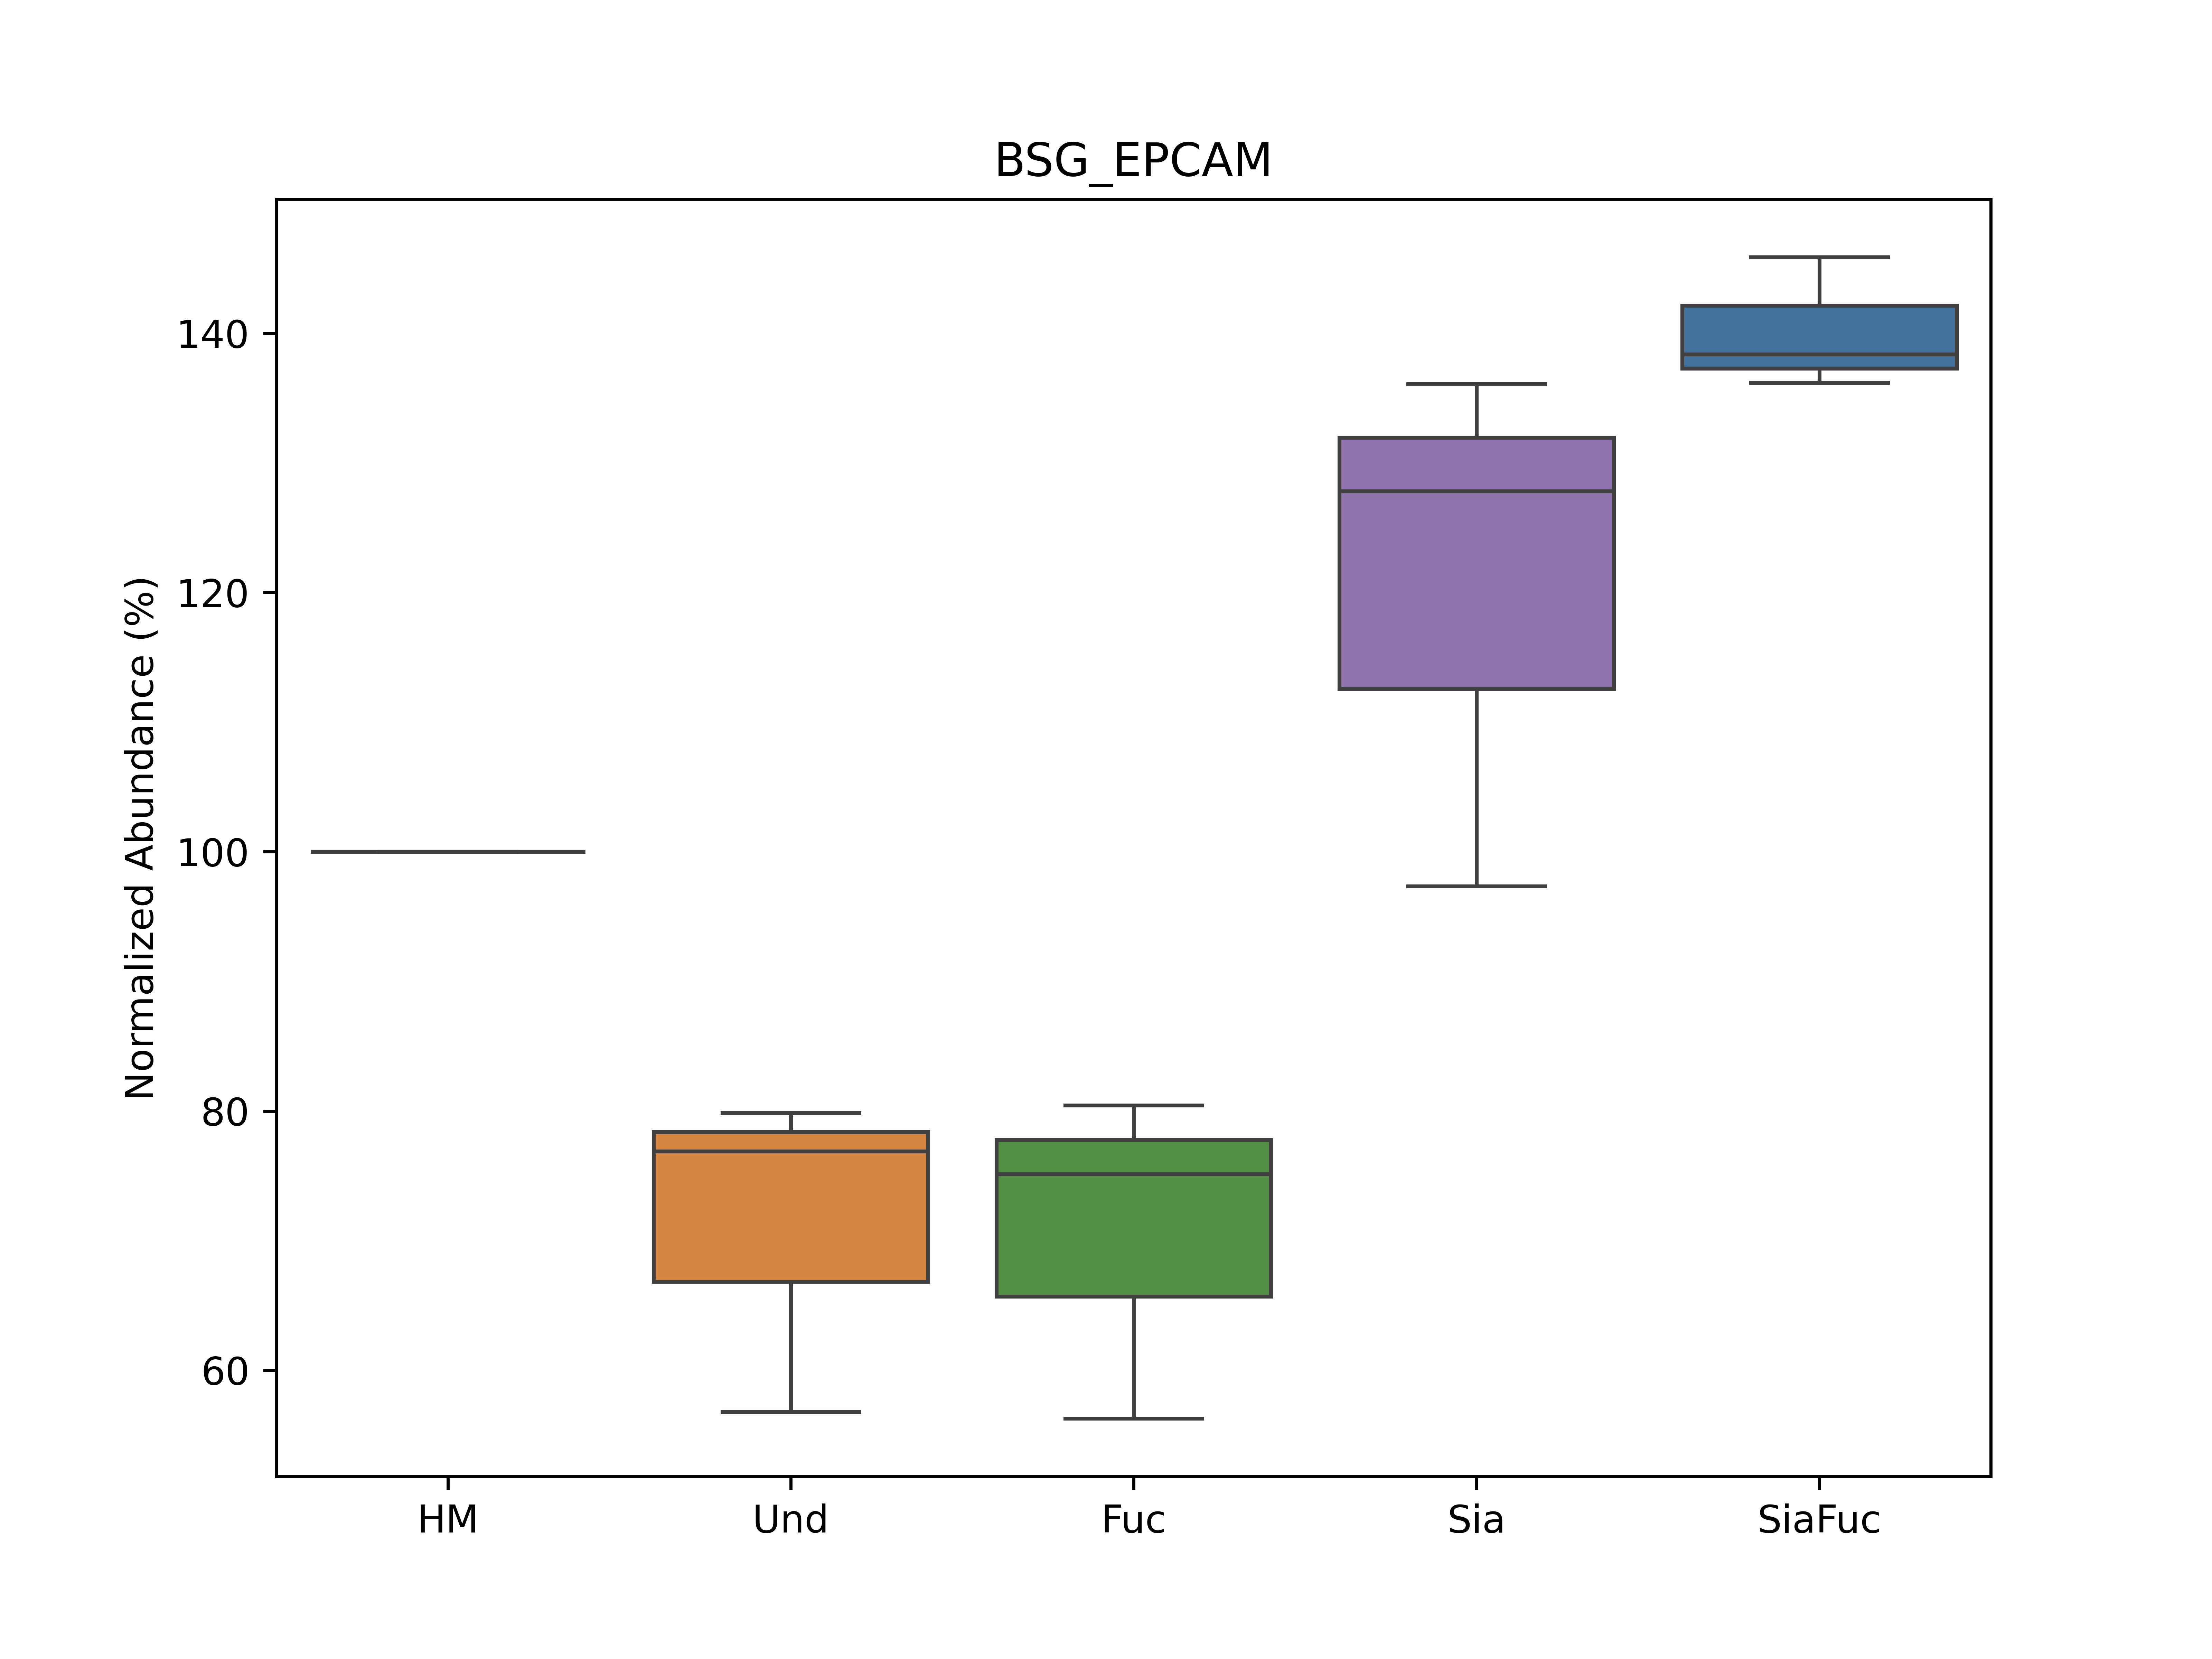 BSG_EPCAM
Normalized Abundance (%)
140
120
100
80
60
HM
Und
Fuc
Sia
SiaFuc